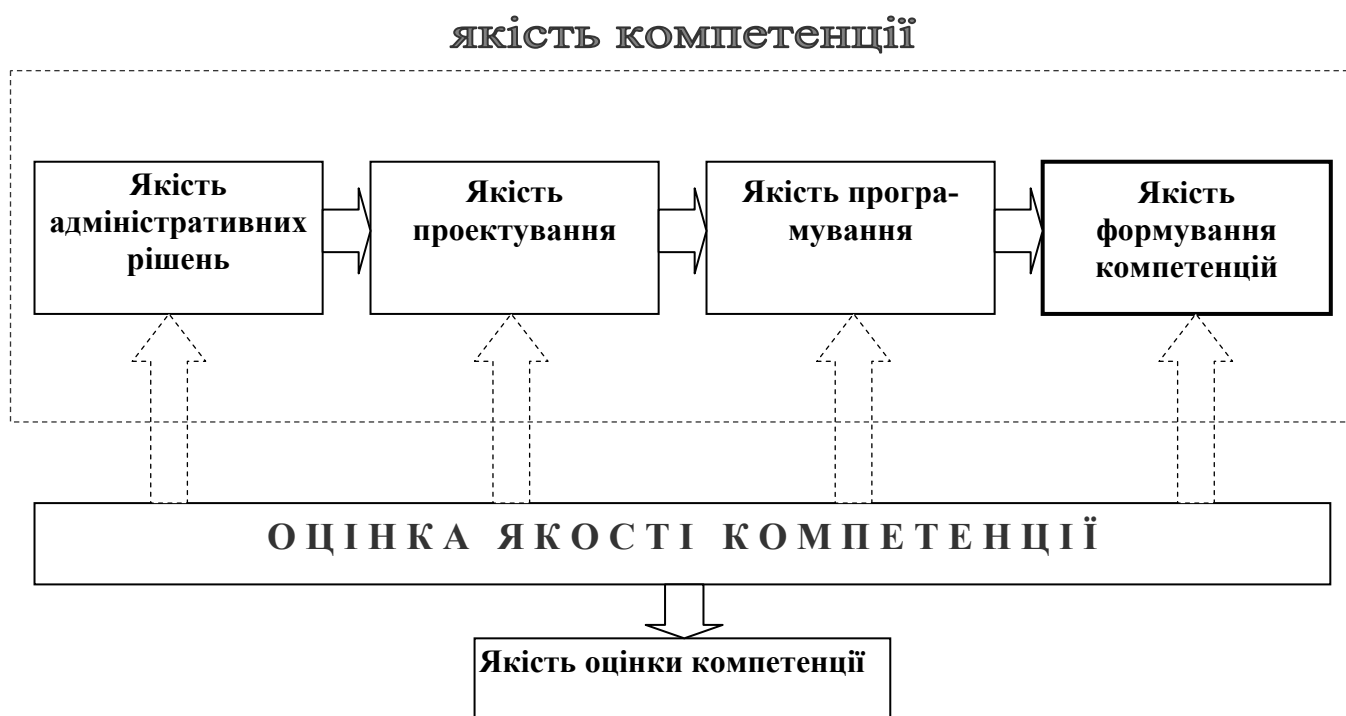 якість компетенції
Якість
адміністративних
рішень
Якість
проектування
Якість програ-
мування
Якість
формування
компетенцій
ОЦІНКА ЯКОСТІ КОМПЕТЕНЦІЇ
Якість оцінки компетенції